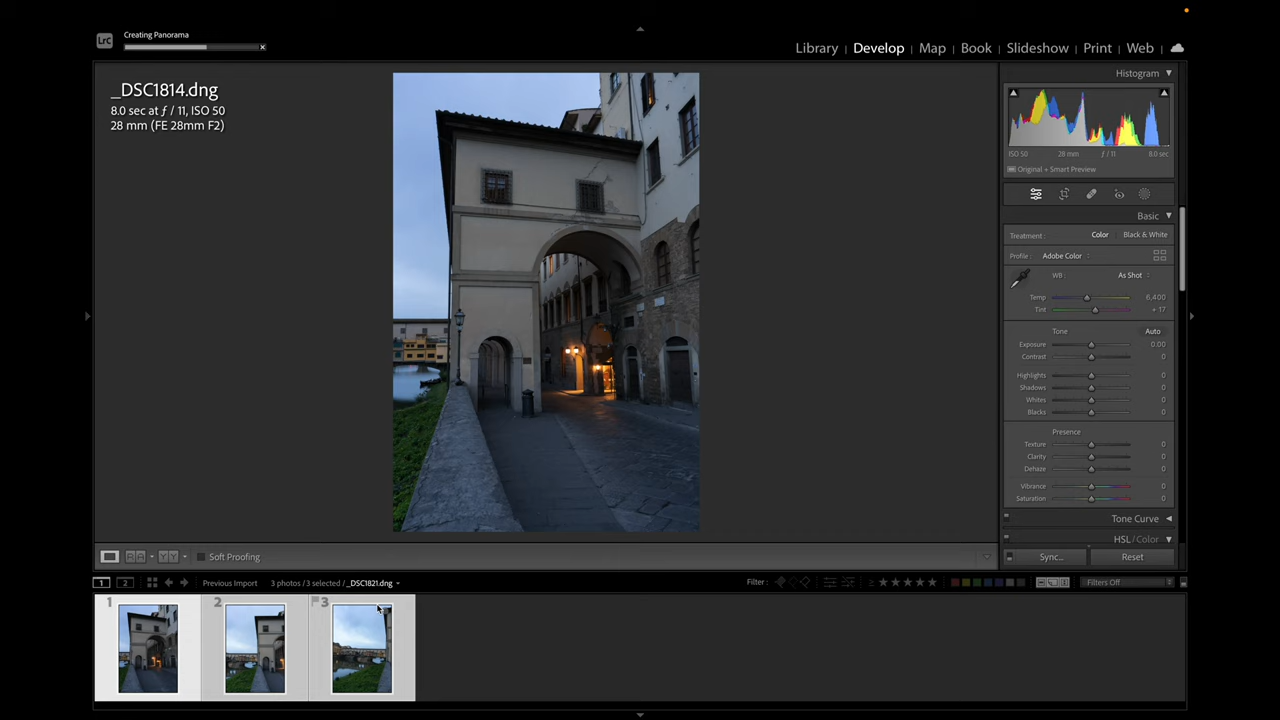 LrC
Creating Panorama
Library | Develop | Map | Book | Slideshow | Print | Web
_DSC1814.dng
8.0 sec at ƒ / 11, ISO 50
28 mm (FE 28mm F2)
Histogram
ISO 50 28 mm ƒ / 11 8.0 sec
Original + Smart Preview
Basic
Treatment : Color Black & White
Profile : Adobe Color
WB : As Shot
Temp 6,400
Tint + 17
Tone Auto
Exposure 0.00
Contrast 0
Highlights 0
Shadows 0
Whites 0
Blacks 0
Presence
Texture 0
Clarity 0
Dehaze 0
Vibrance 0
Saturation 0
Tone Curve
HSL / Color
Soft Proofing
Sync... Reset
1 2 Previous Import 3 photos / 3 selected / _DSC1821.dng Filter : Filters Off
1 2 3